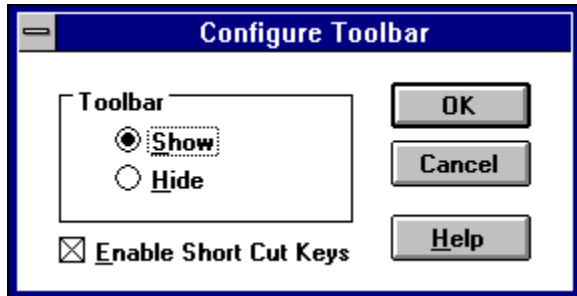 Configure Toolbar
Toolbar
Show
Hide
Enable Short Cut Keys
OK
Cancel
Help